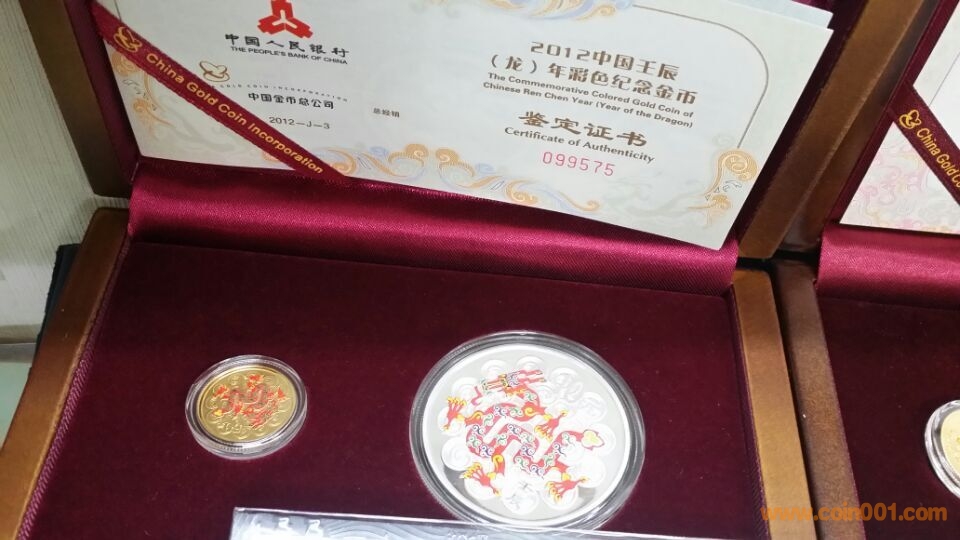 中国人民银行
THE PEOPLE'S BANK OF CHINA
中国金币总公司
总经销
2012-J-3
China Gold Coin Incorporation
2012中国壬辰
（龙）年彩色纪念金币
The Commemorative Colored Gold Coin of
Chinese Ren Chen Year (Year of the Dragon)
鉴定证书
Certificate of Authenticity
099575
China Gold Co
www.coin001.com